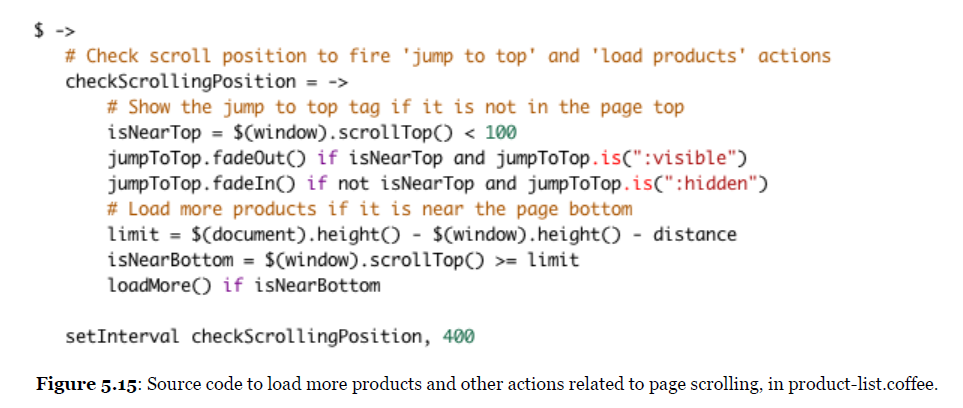 $ ->
# Check scroll position to fire 'jump to top' and 'load products' actions
checkScrollingPosition = ->
# Show the jump to top tag if it is not in the page top
isNearTop = $(window).scrollTop() < 100
jumpToTop.fadeOut() if isNearTop and jumpToTop.is(":visible")
jumpToTop.fadeIn() if not isNearTop and jumpToTop.is(":hidden")
# Load more products if it is near the page bottom
limit = $(document).height() - $(window).height() - distance
isNearBottom = $(window).scrollTop() >= limit
loadMore() if isNearBottom
setInterval checkScrollingPosition, 400
Figure 5.15: Source code to load more products and other actions related to page scrolling, in product-list.coffee.